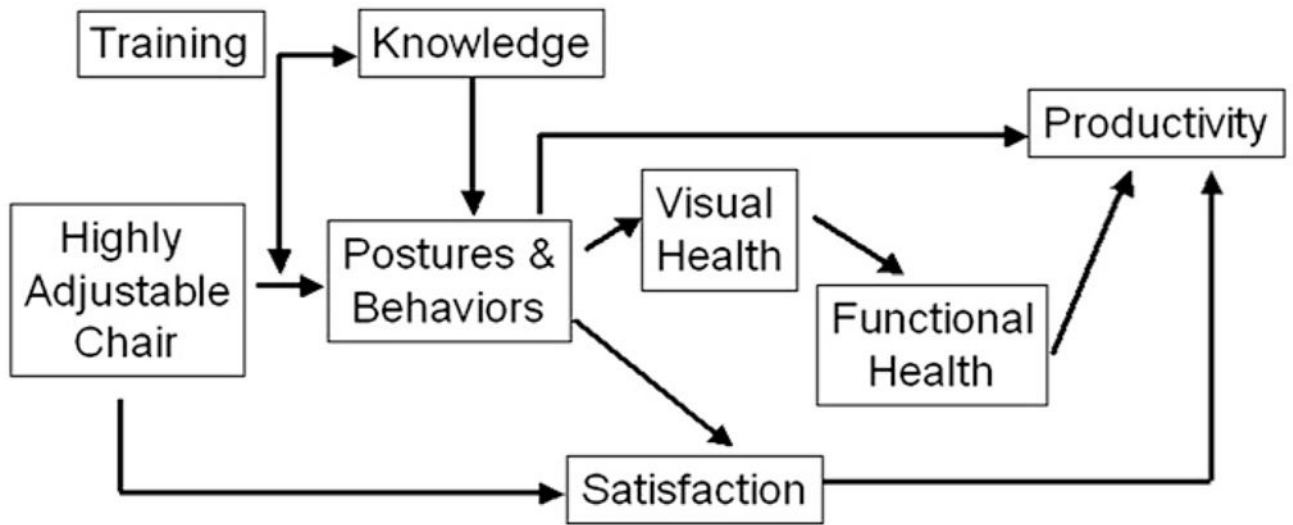 Training
Knowledge
Productivity
Visual
Health
Highly
Adjustable
Chair
Postures &
Behaviors
Functional
Health
Satisfaction